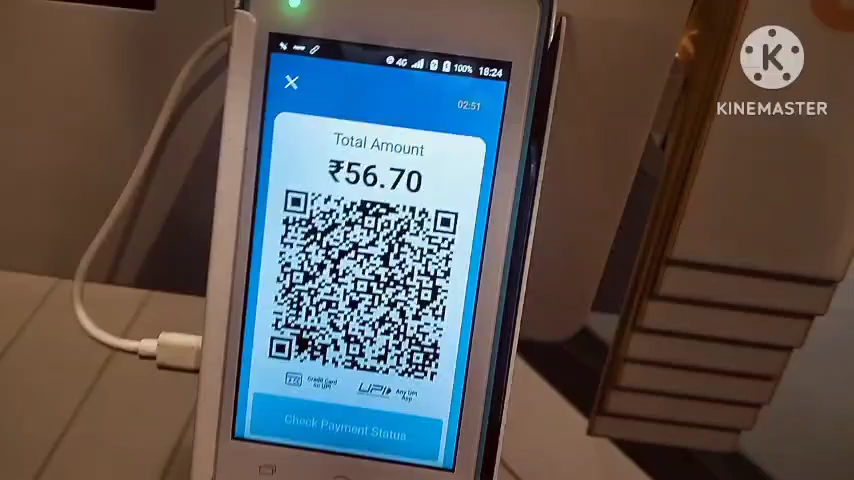 4G 100% 18:24
02:51
Total Amount
₹56.70
Credit Card
on UPI
UPI
Any UPI
App
Check Payment Status
K
KINEMASTER